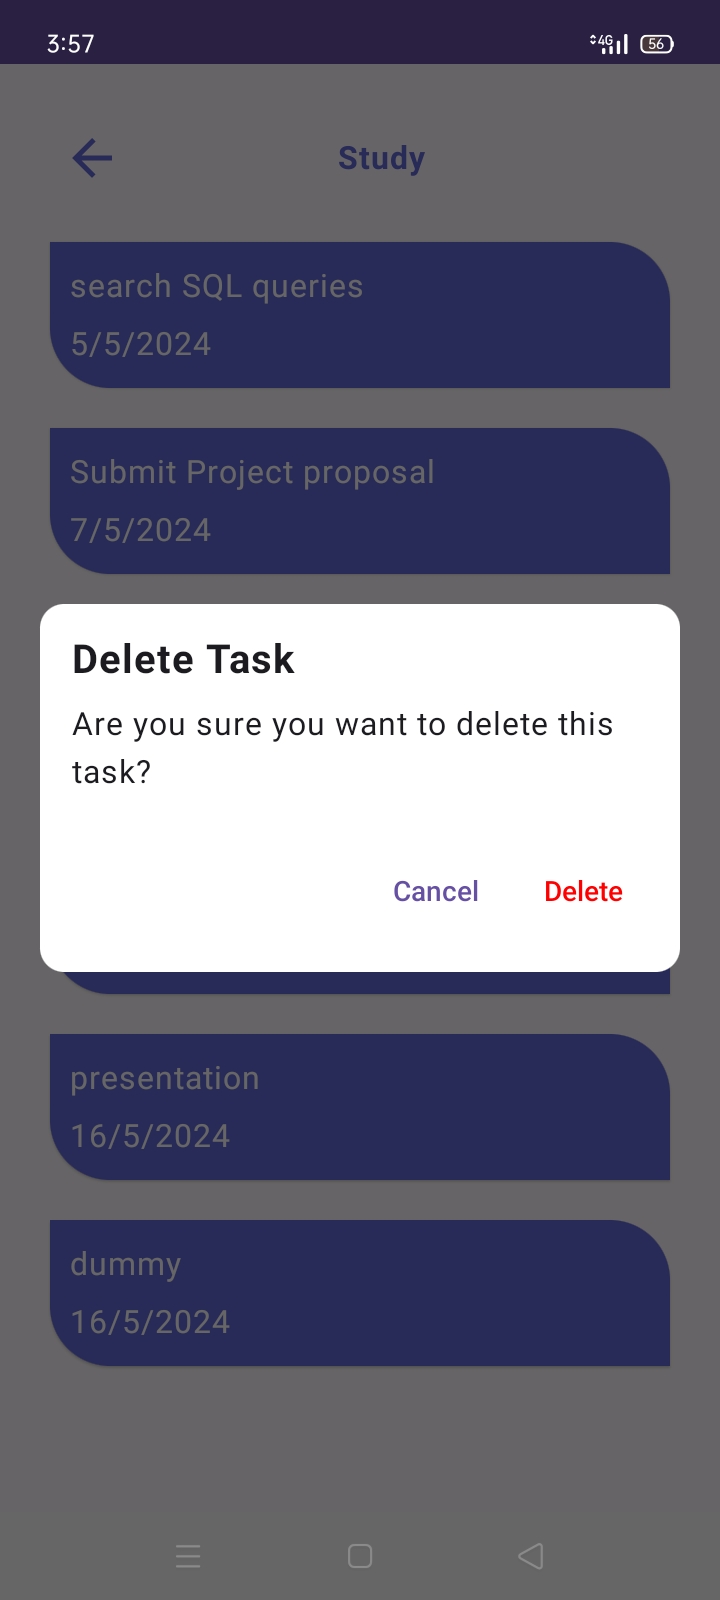 3:57
4G 56
Study
search SQL queries
5/5/2024
Submit Project proposal
7/5/2024
Delete Task
Are you sure you want to delete this
task?
Cancel Delete
presentation
16/5/2024
dummy
16/5/2024